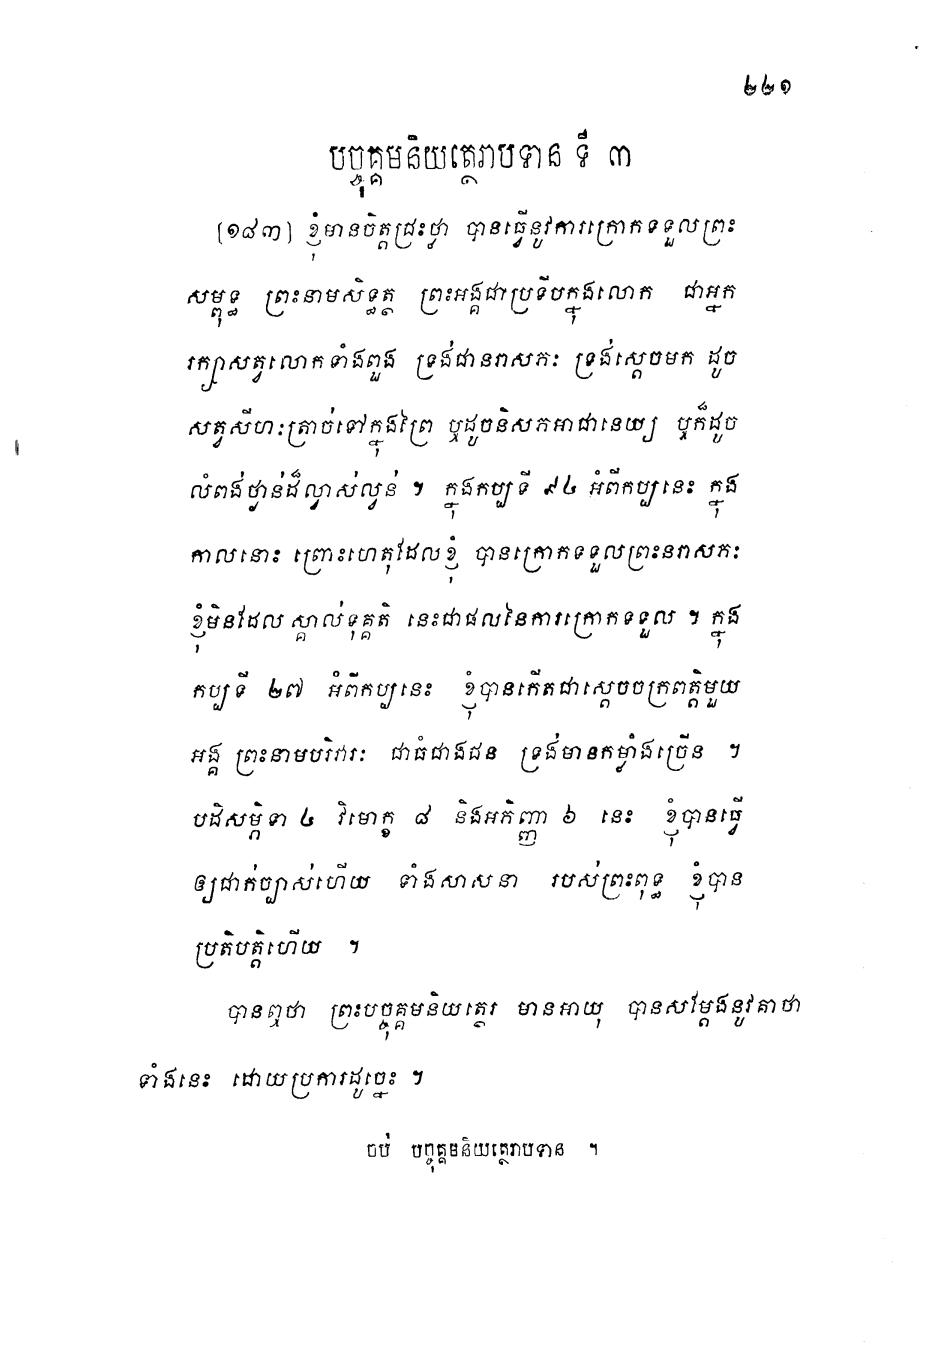 ២២១
បច្ចុគ្គមនិយត្ថេរាបទាន ទី ៣
[១៨៣] ខ្ញុំមានចិត្តជ្រះថ្លា បានធ្វើនូវការក្រោកទទួលព្រះ
សម្ពុទ្ធ ព្រះនាមសិទ្ធត្ថ ព្រះអង្គជាប្រទីបក្នុងលោក ជាអ្នក
រក្សាសត្វលោកទាំងពួង ទ្រង់ជានរាសភៈ ទ្រង់ស្តេចមក ដូច
សត្វសីហៈត្រាច់ទៅក្នុងព្រៃ ឬដូចនិសភអាជានេយ្យ ឬក៏ដូច
លំពង់ថ្ពាន់ដ៏ល្អាស់ល្វន់ ។ ក្នុងកប្បទី ៩៤ អំពីកប្បនេះ ក្នុង
កាលនោះ ព្រោះហេតុដែលខ្ញុំ បានក្រោកទទួលព្រះនរាសភៈ
ខ្ញុំមិនដែល ស្គាល់ទុគ្គតិ នេះជាផលនៃការក្រោកទទួល ។ ក្នុង
កប្បទី ២៧ អំពីកប្បនេះ ខ្ញុំបានកើតជាស្តេចចក្រពត្តិមួយ
អង្គ ព្រះនាមបរិវារៈ ជាធំជាងជន ទ្រង់មានកម្លាំងច្រើន ។
បដិសម្ភិទា ៤ វិមោក្ខ ៨ និងអភិញ្ញា ៦ នេះ ខ្ញុំបានធ្វើ
ឲ្យជាក់ច្បាស់ហើយ ទាំងសាសនា របស់ព្រះពុទ្ធ ខ្ញុំបាន
ប្រតិបត្តិហើយ ។
បានឮថា ព្រះបច្ចុគ្គមនិយត្ថេរ មានអាយុ បានសម្តែងនូវគាថា
ទាំងនេះ ដោយប្រការដូច្នេះ ។
ចប់ បច្ចុគ្គមនិយត្ថេរាបទាន ។